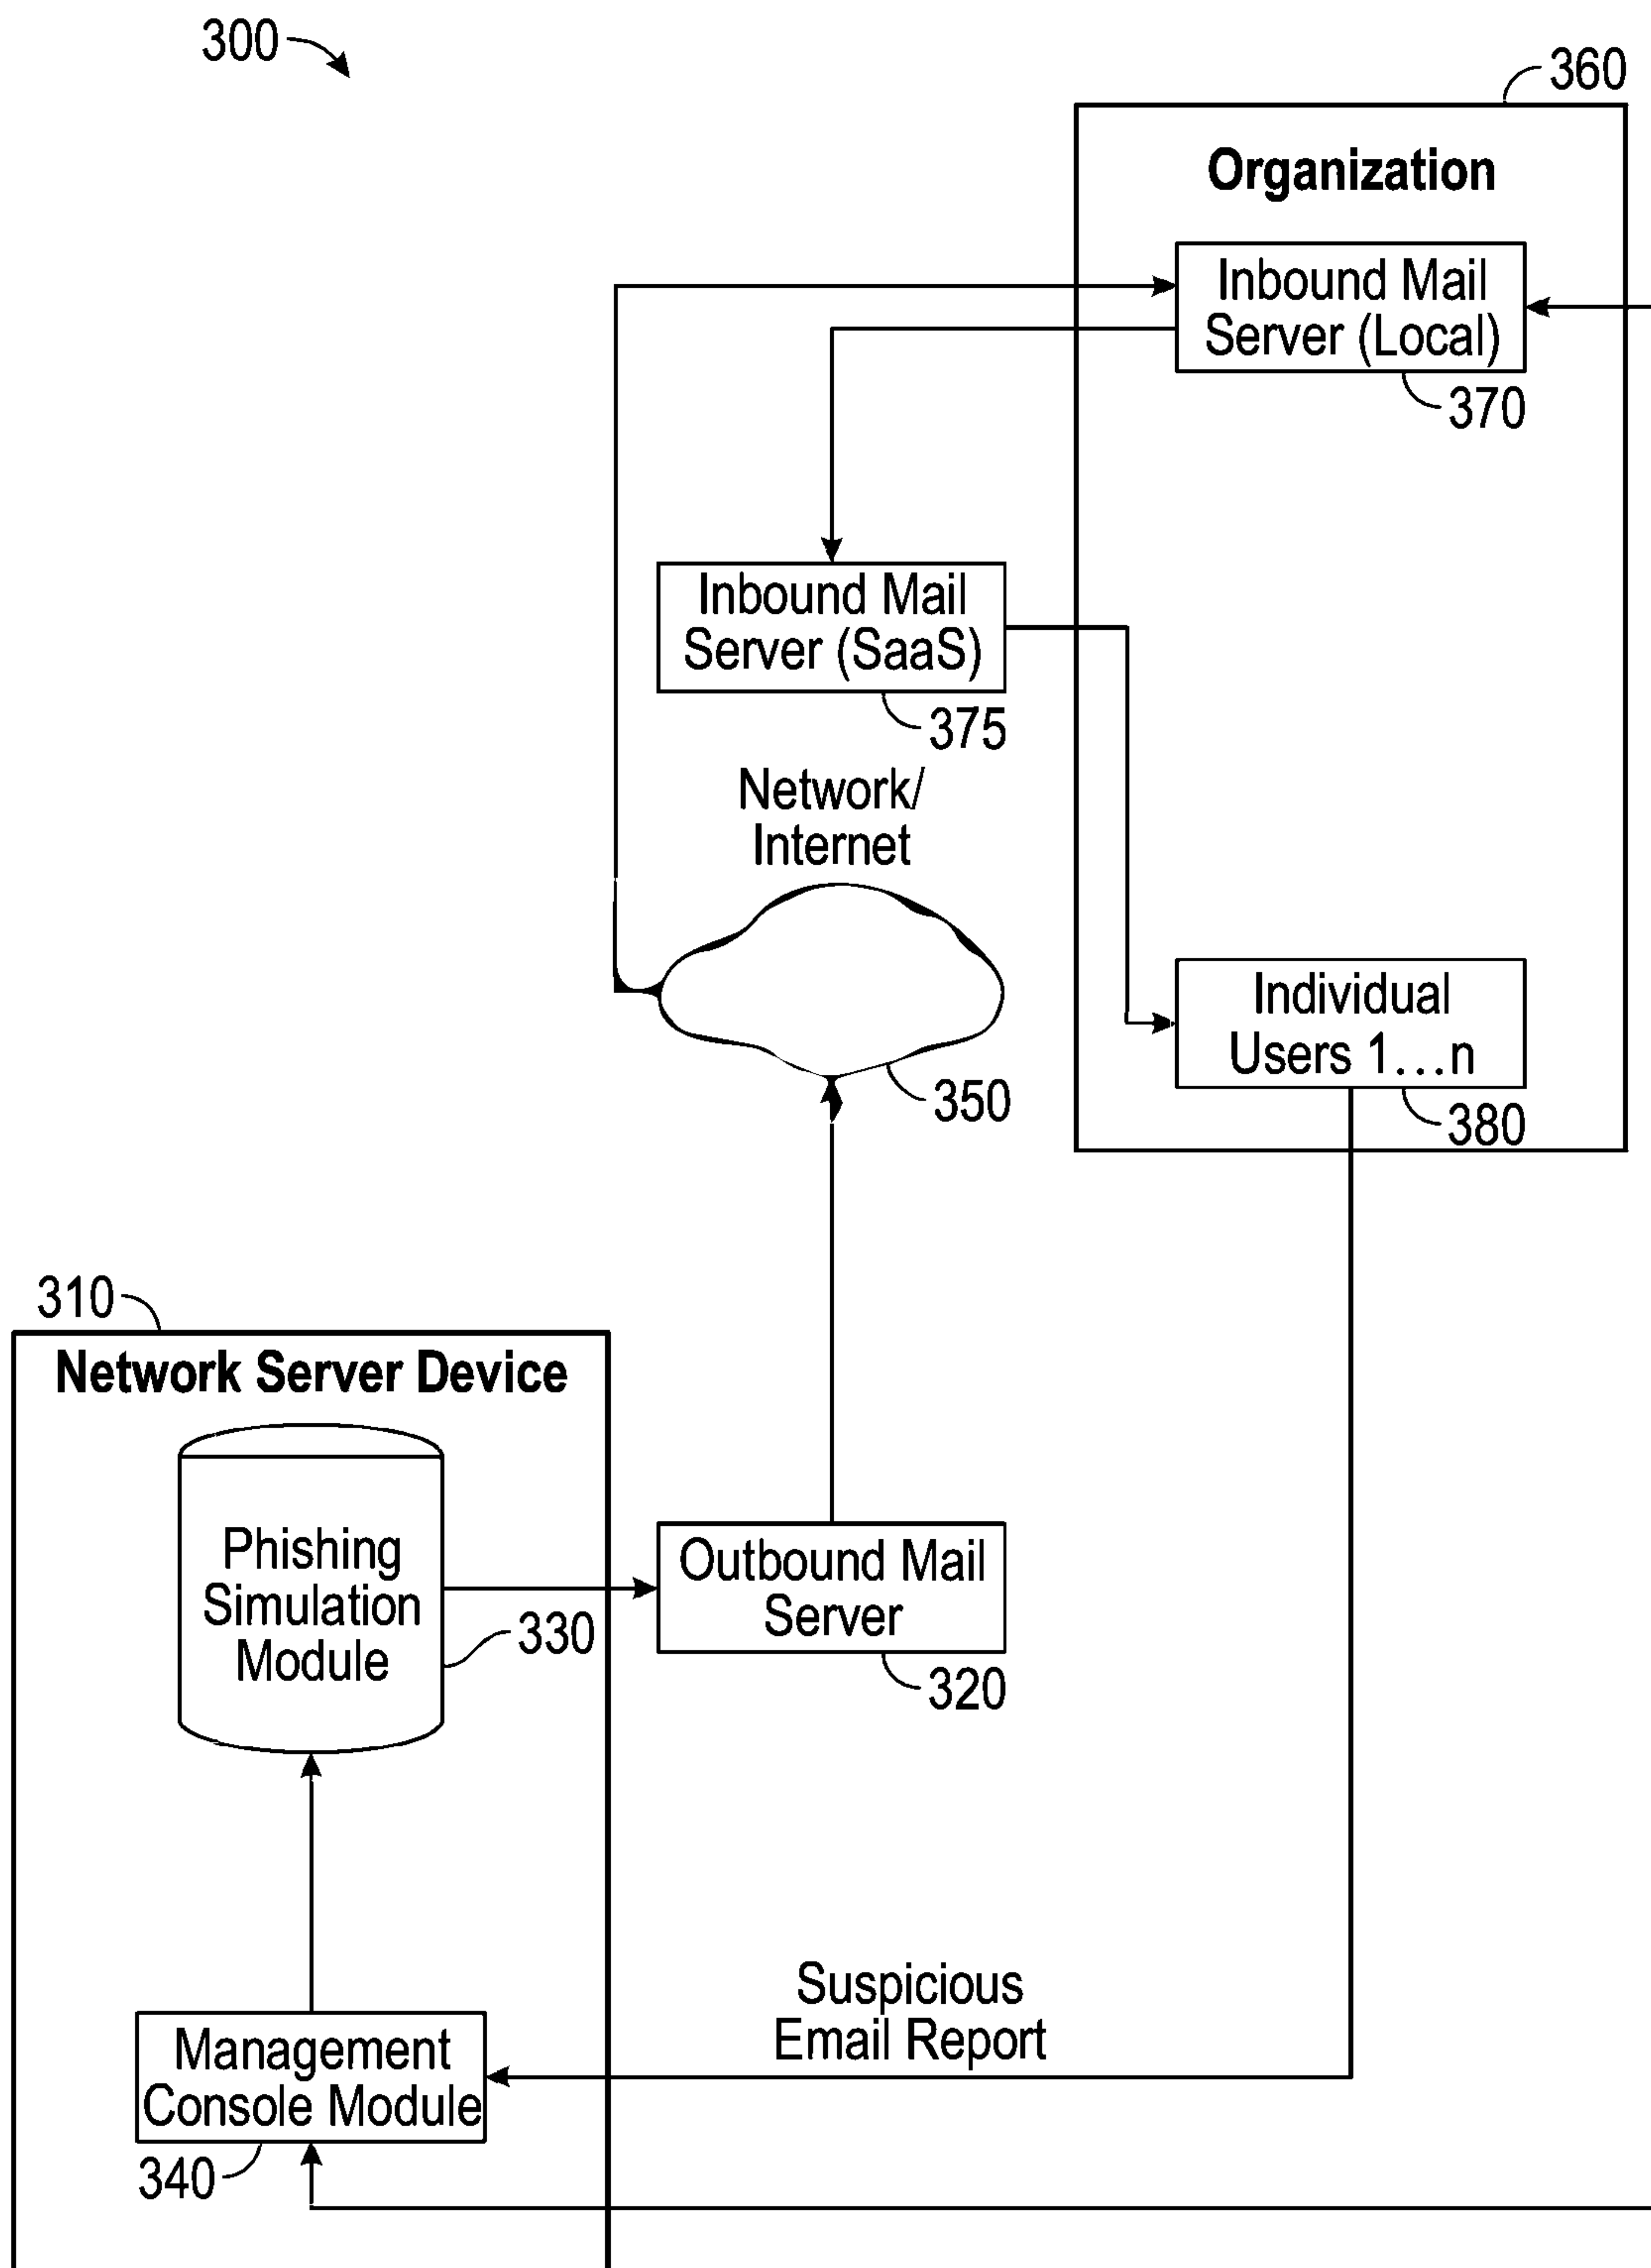 300
360
Organization
Inbound Mail
Server (Local)
370
Inbound Mail
Server (SaaS)
375
Network/
Internet
Individual
Users 1...n
350
380
310
Network Server Device
Phishing
Simulation
Module
330
Outbound Mail
Server
320
Suspicious
Email Report
Management
Console Module
340